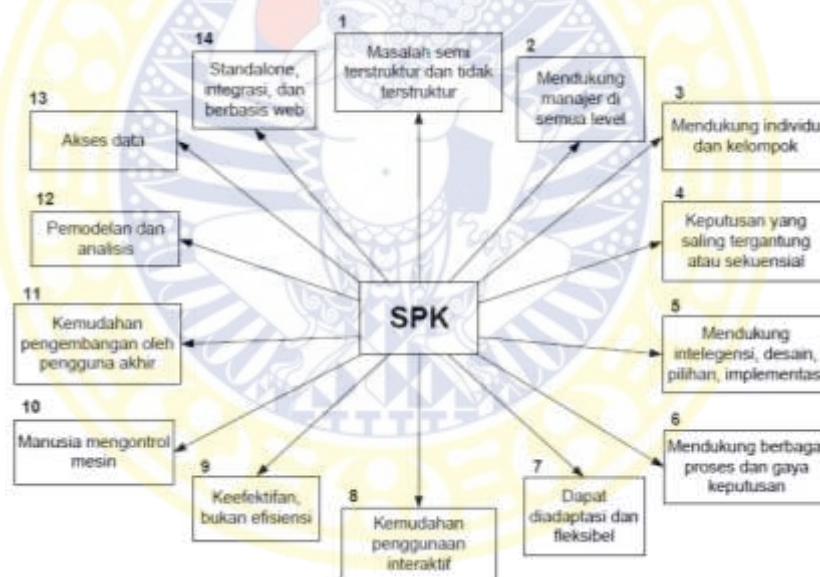 1
Masalah semi
terstruktur dan tidak
terstruktur
2
Mendukung
manajer di
semua level
3
Mendukung individu
dan kelompok
4
Keputusan yang
saling tergantung
atau sekuensial
5
Mendukung
intelegensi, desain,
pilihan, implementas
6
Mendukung berbaga
proses dan gaya
keputusan
7
Dapat
diadaptasi dan
fleksibel
8
Kemudahan
penggunaan
interaktif
9
Keefektifan,
bukan efisiensi
10
Manusia mengontrol
mesin
11
Kemudahan
pengembangan oleh
pengguna akhir
12
Pemodelan dan
analisis
13
Akses data
14
Standalone,
integrasi, dan
berbasis web
SPK